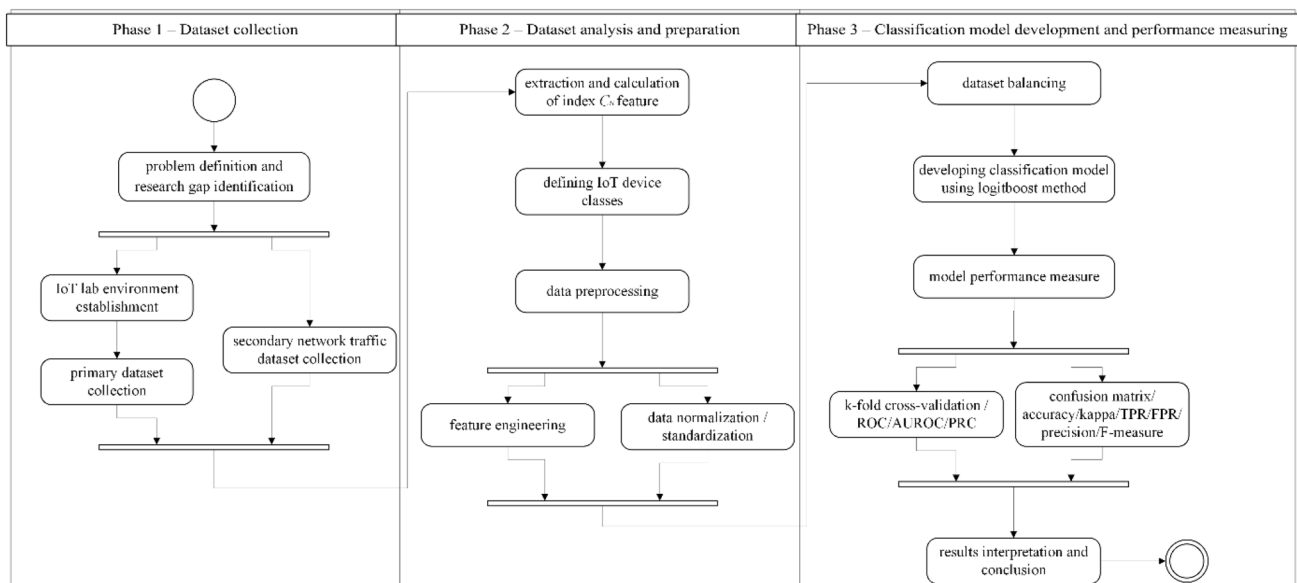 Phase 1 – Dataset collection
problem definition and
research gap identification
IoT lab environment
establishment
primary dataset
collection
secondary network traffic
dataset collection
Phase 2 – Dataset analysis and preparation
extraction and calculation
of index Cu feature
defining IoT device
classes
data preprocessing
feature engineering
data normalization /
standardization
Phase 3 – Classification model development and performance measuring
dataset balancing
developing classification model
using logitboost method
model performance measure
k-fold cross-validation /
ROC/AUROC/PRC
confusion matrix/
accuracy/kappa/TPR/FPR/
precision/F-measure
results interpretation and
conclusion